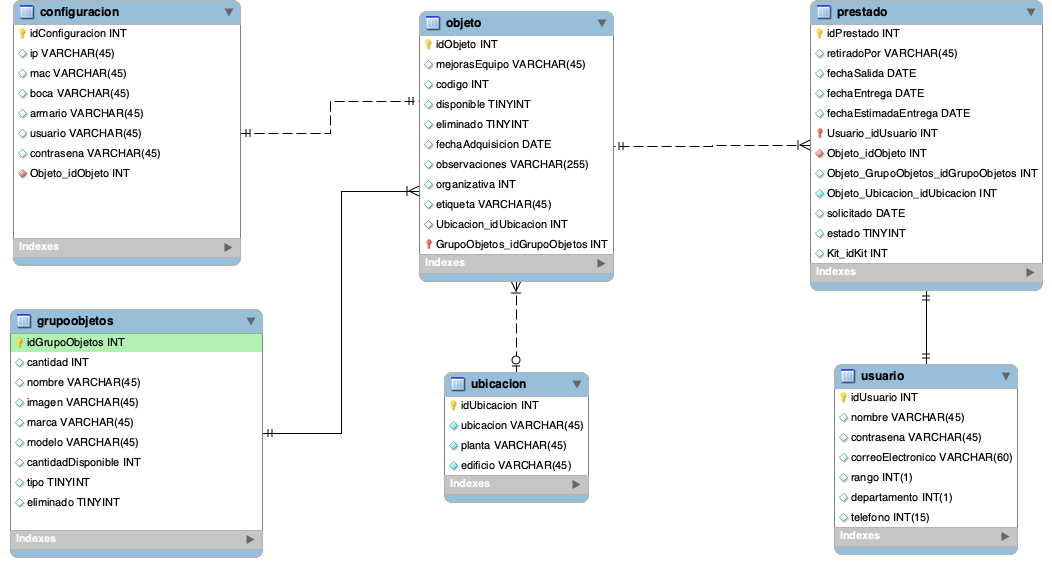 configuracion
idConfiguracion INT
ip VARCHAR(45)
mac VARCHAR(45)
boca VARCHAR(45)
armario VARCHAR(45)
usuario VARCHAR(45)
contrasena VARCHAR(45)
Objeto_idObjeto INT
Indexes
objeto
idObjeto INT
mejorasEquipo VARCHAR(45)
codigo INT
disponible TINYINT
eliminado TINYINT
fechaAdquisicion DATE
observaciones VARCHAR(255)
organizativa INT
etiqueta VARCHAR(45)
Ubicacion_idUbicacion INT
GrupoObjetos_idGrupoObjetos INT
Indexes
prestado
idPrestado INT
retiradoPor VARCHAR(45)
fechaSalida DATE
fechaEntrega DATE
fechaEstimadaEntrega DATE
Usuario_idUsuario INT
Objeto_idObjeto INT
Objeto_GrupoObjetos_idGrupoObjetos INT
Objeto_Ubicacion_idUbicacion INT
solicitado DATE
estado TINYINT
Kit_idKit INT
Indexes
grupoobjetos
idGrupoObjetos INT
cantidad INT
nombre VARCHAR(45)
imagen VARCHAR(45)
marca VARCHAR(45)
modelo VARCHAR(45)
cantidadDisponible INT
tipo TINYINT
eliminado TINYINT
Indexes
ubicacion
idUbicacion INT
ubicacion VARCHAR(45)
planta VARCHAR(45)
edificio VARCHAR(45)
Indexes
usuario
idUsuario INT
nombre VARCHAR(45)
contrasena VARCHAR(45)
correoElectronico VARCHAR(60)
rango INT(1)
departamento INT(1)
telefono INT(15)
Indexes